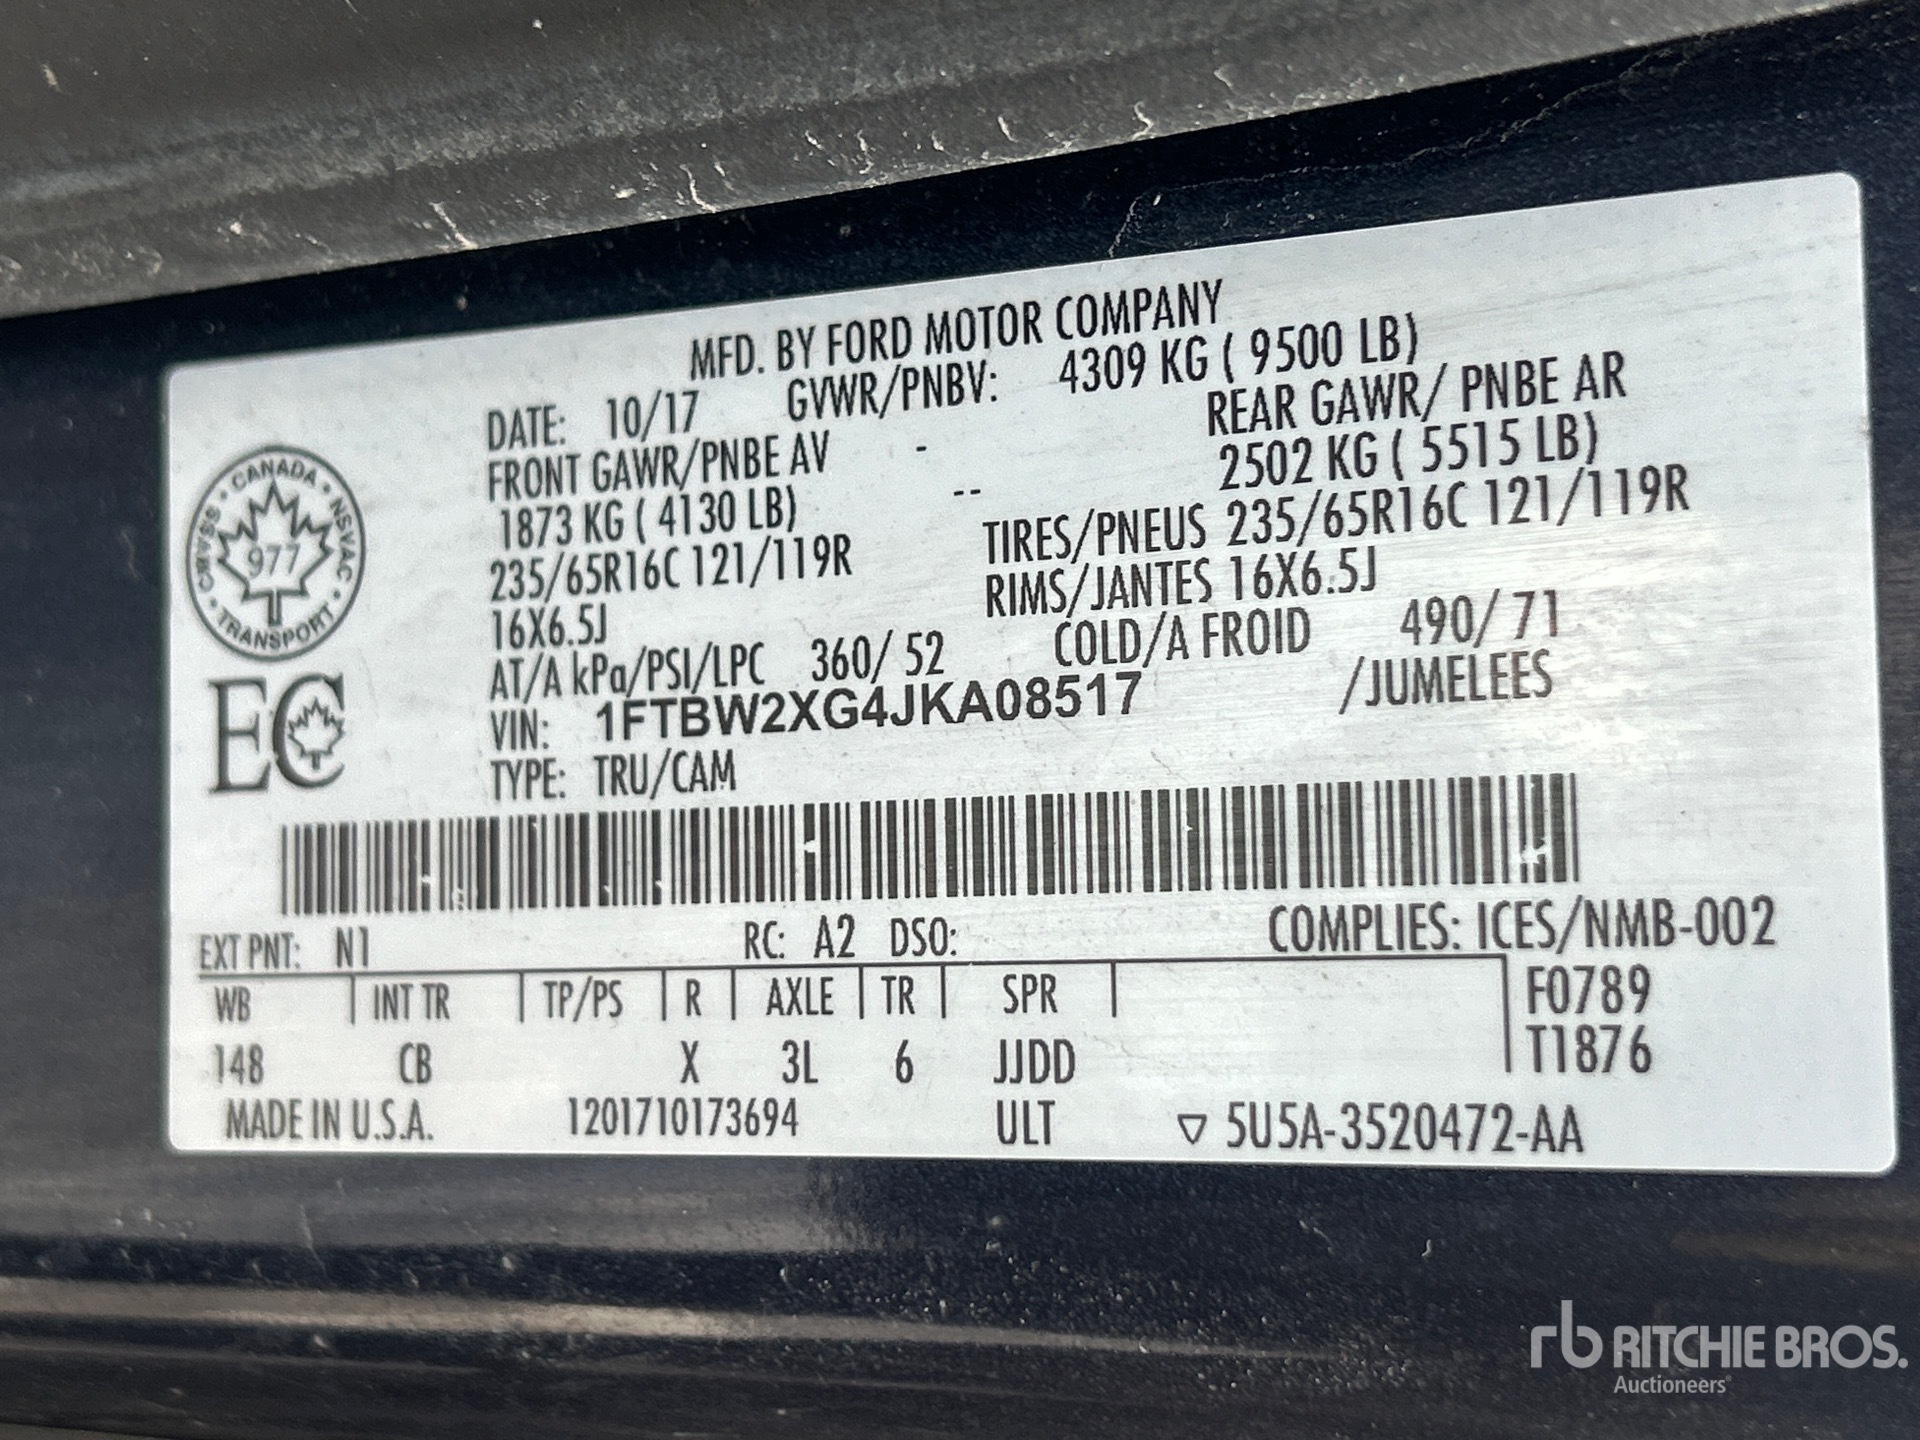 MFD. BY FORD MOTOR COMPANY
DATE: 10/17 GVWR/PNBV: 4309 KG ( 9500 LB)
FRONT GAWR/PNBE AV - REAR GAWR/ PNBE AR
1873 KG ( 4130 LB) -- 2502 KG ( 5515 LB)
235/65R16C 121/119R TIRES/PNEUS 235/65R16C 121/119R
16X6.5J RIMS/JANTES 16X6.5J
AT/A kPa/PSI/LPC 360/ 52 COLD/A FROID 490/ 71
VIN: 1FTBW2XG4JKA08517 /JUMELEES
TYPE: TRU/CAM
CANADA • NSVAC • TRANSPORT • CMVSS •
977
EC
EXT PNT: N1 RC: A2 DSO: COMPLIES: ICES/NMB-002
WB INT TR TP/PS R AXLE TR SPR F0789
148 CB X 3L 6 JJDD T1876
MADE IN U.S.A. 1201710173694 ULT ▽ 5U5A-3520472-AA
rb RITCHIE BROS.
Auctioneers